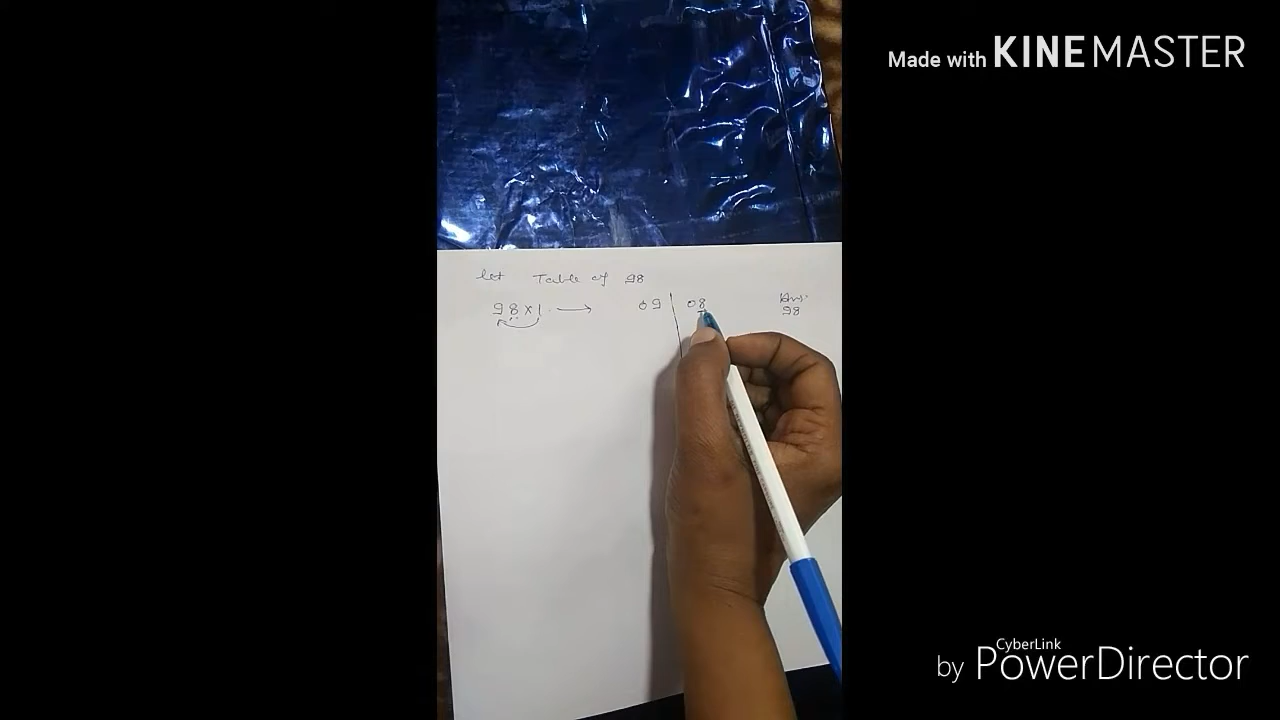 Made with KINEMASTER
let Table of 98
98×1 → 09 | 08 Ans:
98
CyberLink
by PowerDirector